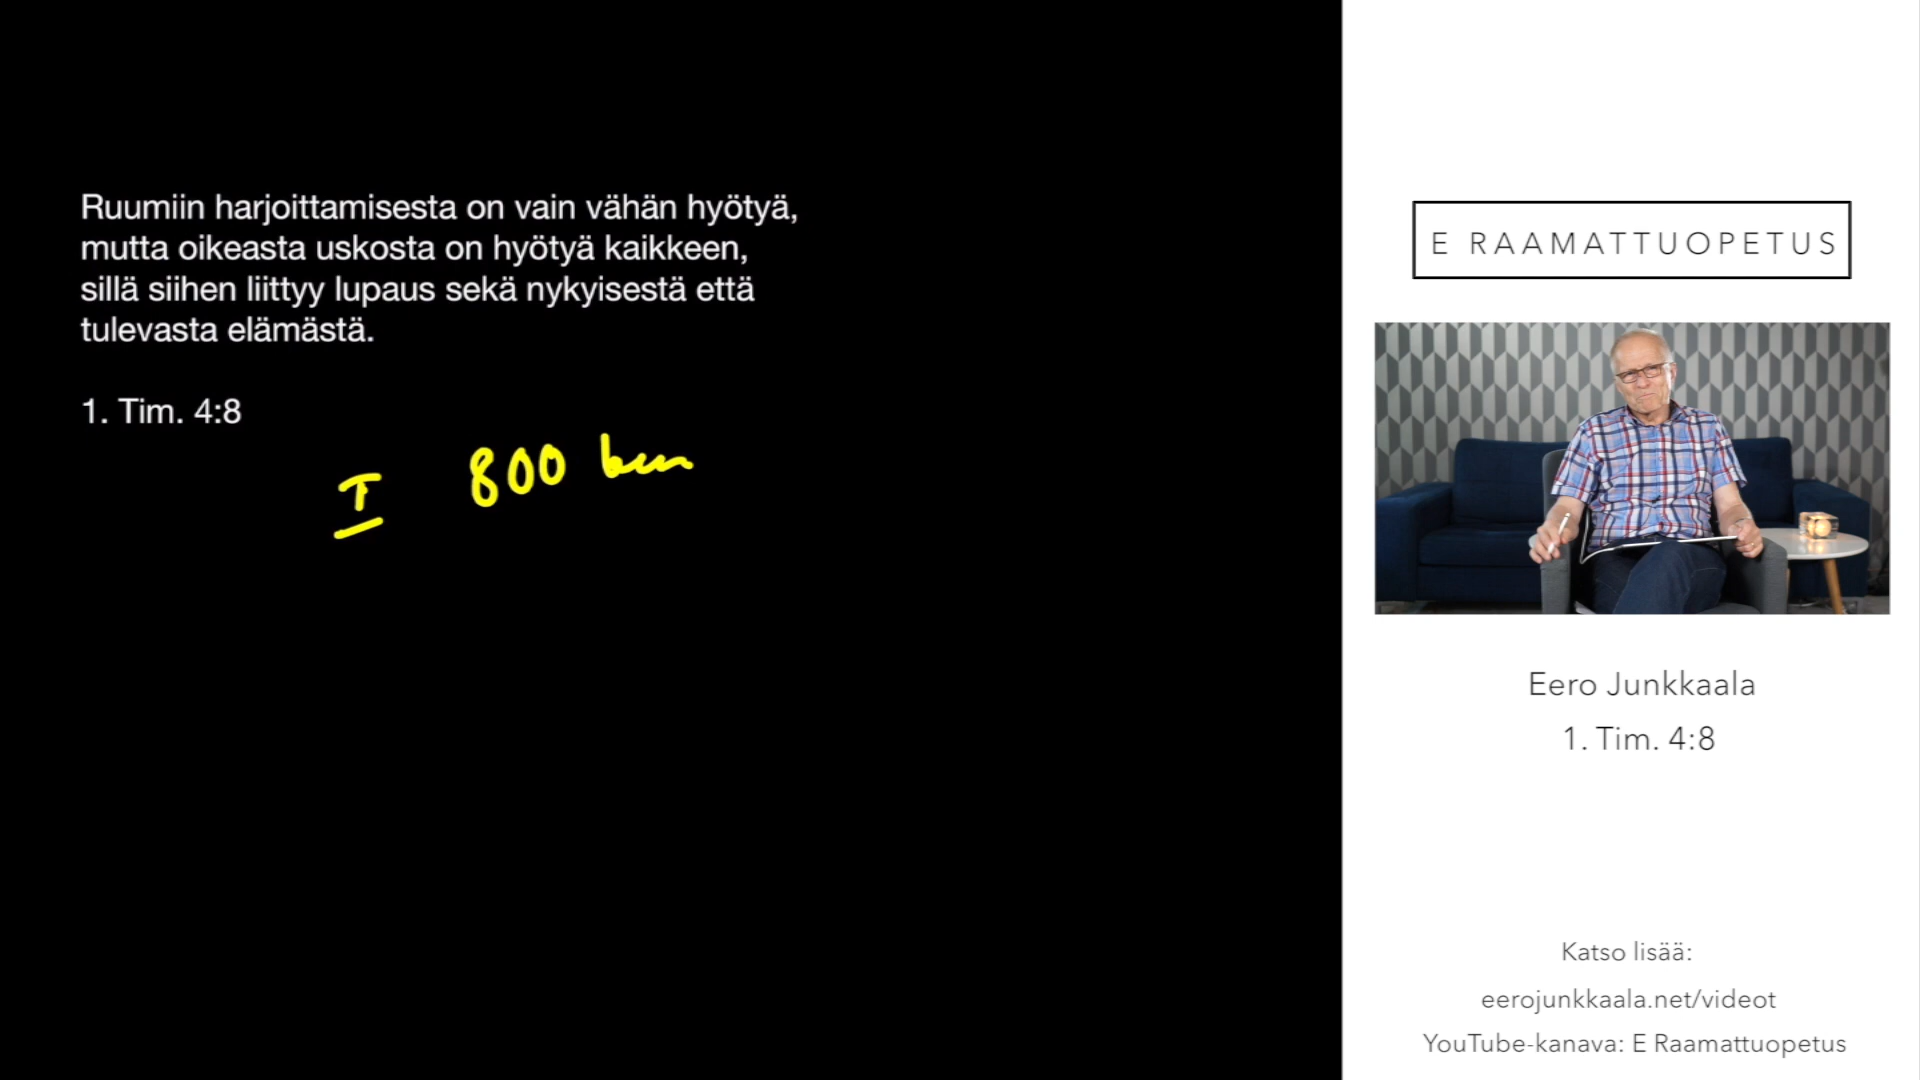 Ruumiin harjoittamisesta on vain vähän hyötyä,
mutta oikeasta uskosta on hyötyä kaikkeen,
sillä siihen liittyy lupaus sekä nykyisestä että
tulevasta elämästä.
1. Tim. 4:8
I 800 km
E RAAMATTUOPETUS
Eero Junkkaala
1. Tim. 4:8
Katso lisää:
eerojunkkaala.net/videot
YouTube-kanava: E Raamattuopetus